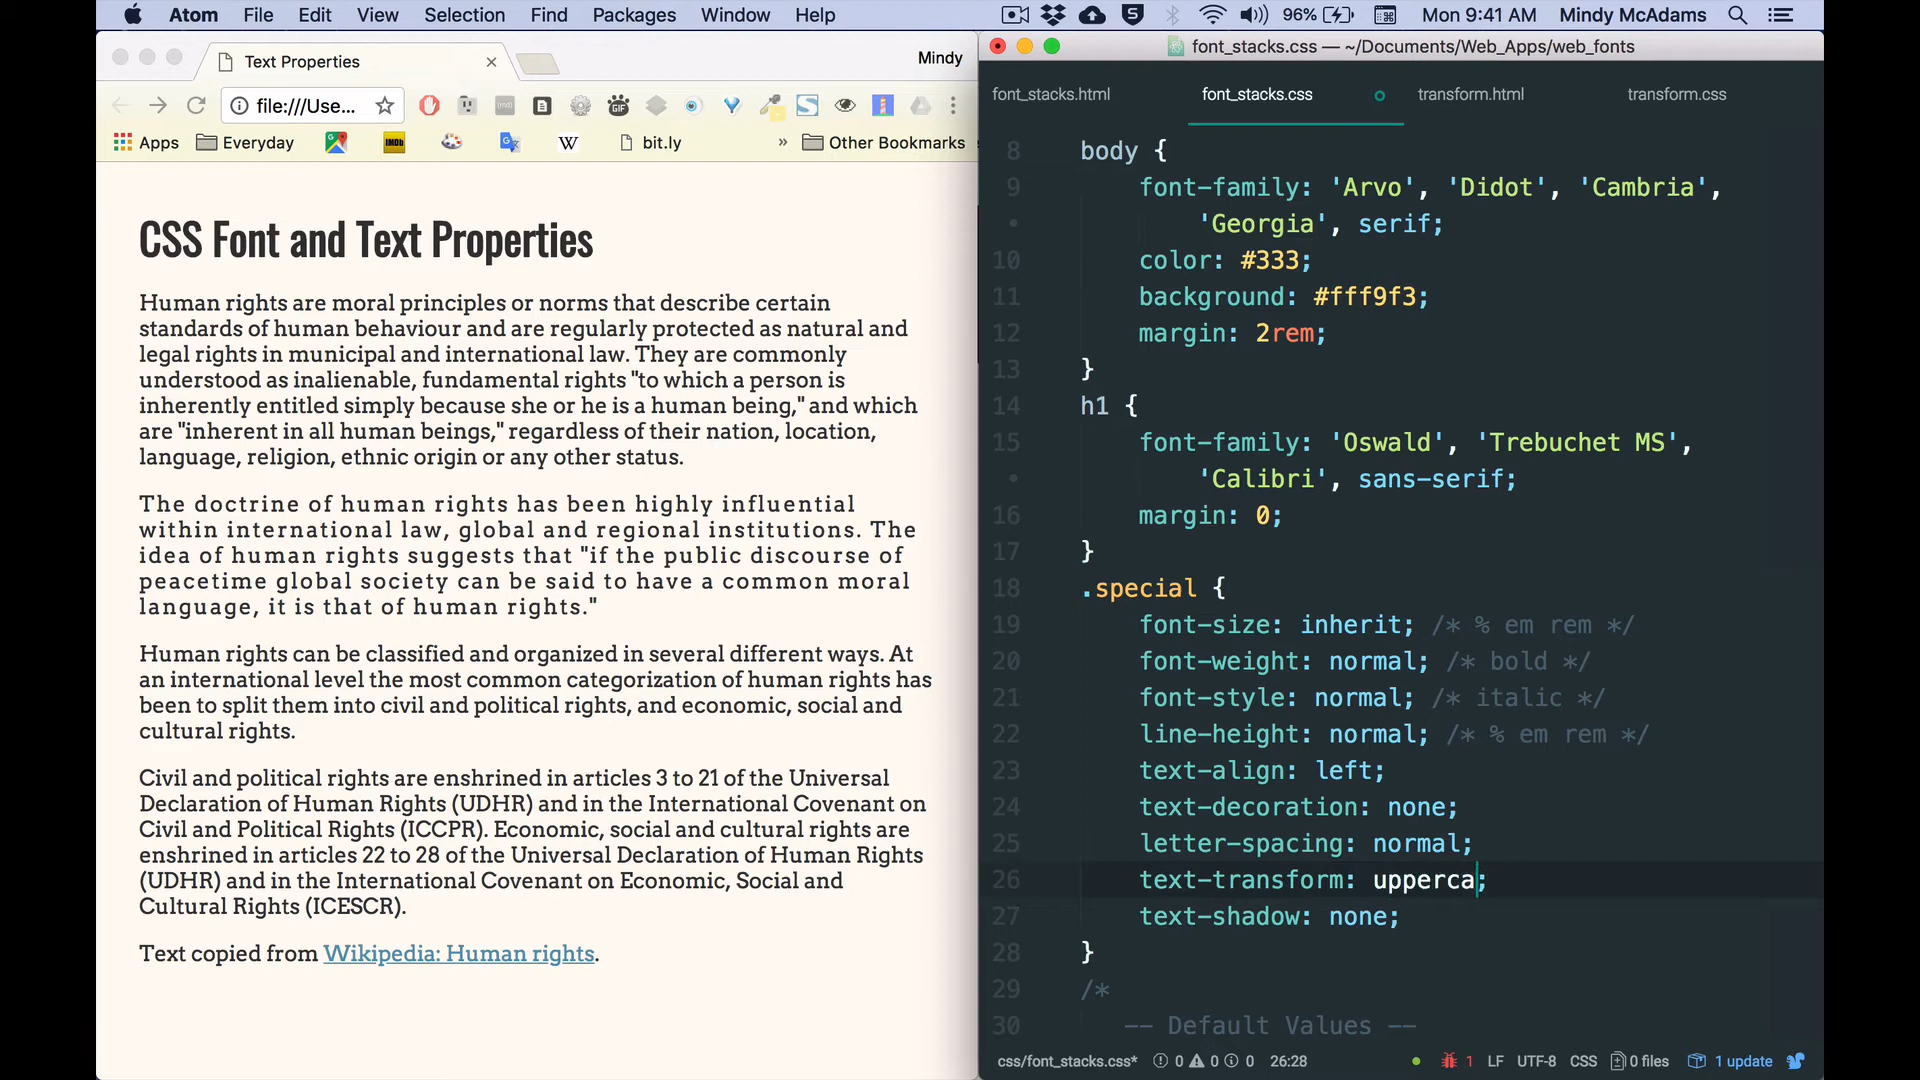 Atom File Edit View Selection Find Packages Window Help 96% Mon 9:41 AM Mindy McAdams
Text Properties
Mindy
file:///Use...
Apps Everyday IMDb W bit.ly » Other Bookmarks
CSS Font and Text Properties
Human rights are moral principles or norms that describe certain
standards of human behaviour and are regularly protected as natural and
legal rights in municipal and international law. They are commonly
understood as inalienable, fundamental rights "to which a person is
inherently entitled simply because she or he is a human being," and which
are "inherent in all human beings," regardless of their nation, location,
language, religion, ethnic origin or any other status.
The doctrine of human rights has been highly influential
within international law, global and regional institutions. The
idea of human rights suggests that "if the public discourse of
peacetime global society can be said to have a common moral
language, it is that of human rights."
Human rights can be classified and organized in several different ways. At
an international level the most common categorization of human rights has
been to split them into civil and political rights, and economic, social and
cultural rights.
Civil and political rights are enshrined in articles 3 to 21 of the Universal
Declaration of Human Rights (UDHR) and in the International Covenant on
Civil and Political Rights (ICCPR). Economic, social and cultural rights are
enshrined in articles 22 to 28 of the Universal Declaration of Human Rights
(UDHR) and in the International Covenant on Economic, Social and
Cultural Rights (ICESCR).
Text copied from Wikipedia: Human rights.
font_stacks.css — ~/Documents/Web_Apps/web_fonts
font_stacks.html font_stacks.css transform.html transform.css
8 body {
9 font-family: 'Arvo', 'Didot', 'Cambria',
• 'Georgia', serif;
10 color: #333;
11 background: #fff9f3;
12 margin: 2rem;
13 }
14 h1 {
15 font-family: 'Oswald', 'Trebuchet MS',
• 'Calibri', sans-serif;
16 margin: 0;
17 }
18 .special {
19 font-size: inherit; /* % em rem */
20 font-weight: normal; /* bold */
21 font-style: normal; /* italic */
22 line-height: normal; /* % em rem */
23 text-align: left;
24 text-decoration: none;
25 letter-spacing: normal;
26 text-transform: upperca;
27 text-shadow: none;
28 }
29 /*
30 -- Default Values --
css/font_stacks.css* 0 0 0 26:28 1 LF UTF-8 CSS 0 files 1 update